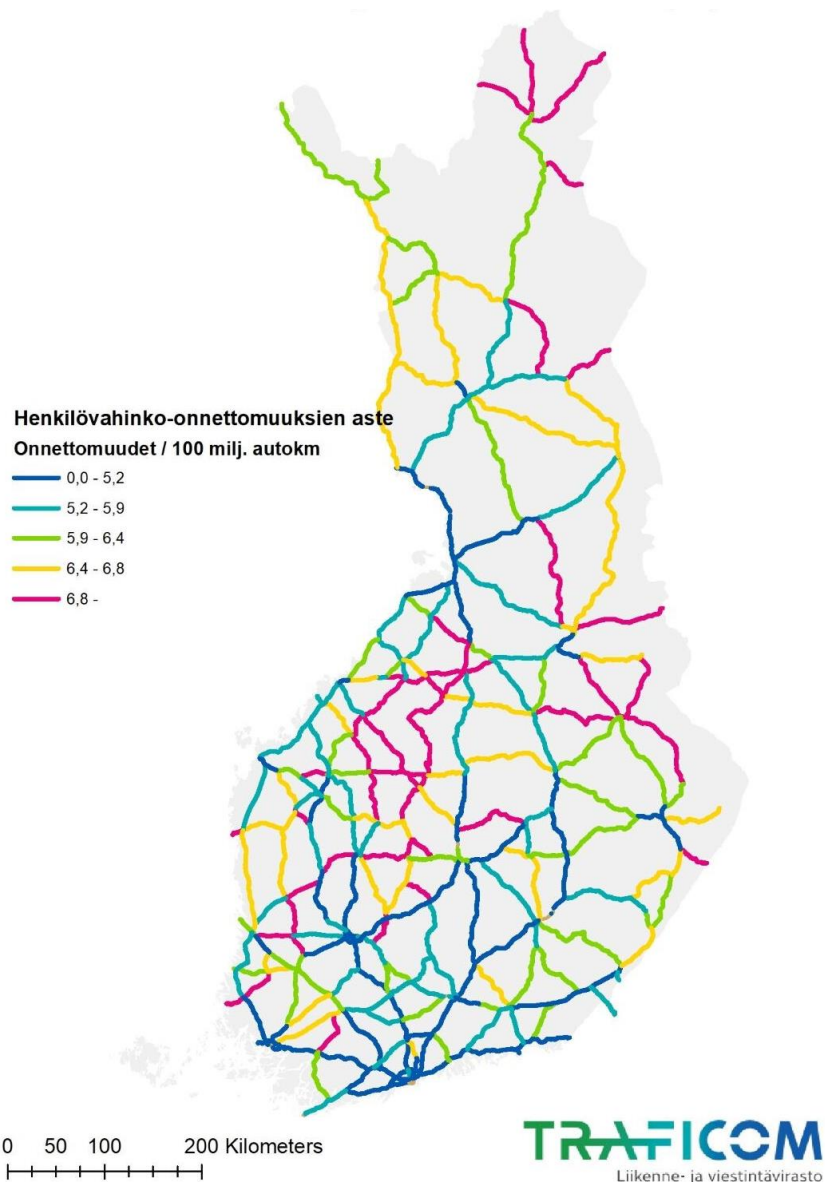 Henkilövahinko-onnettomuuksien aste
Onnettomuudet / 100 milj. autokm
0,0 - 5,2
5,2 - 5,9
5,9 - 6,4
6,4 - 6,8
6,8 -
0 50 100 200 Kilometers
TRAFICOM
Liikenne- ja viestintävirasto